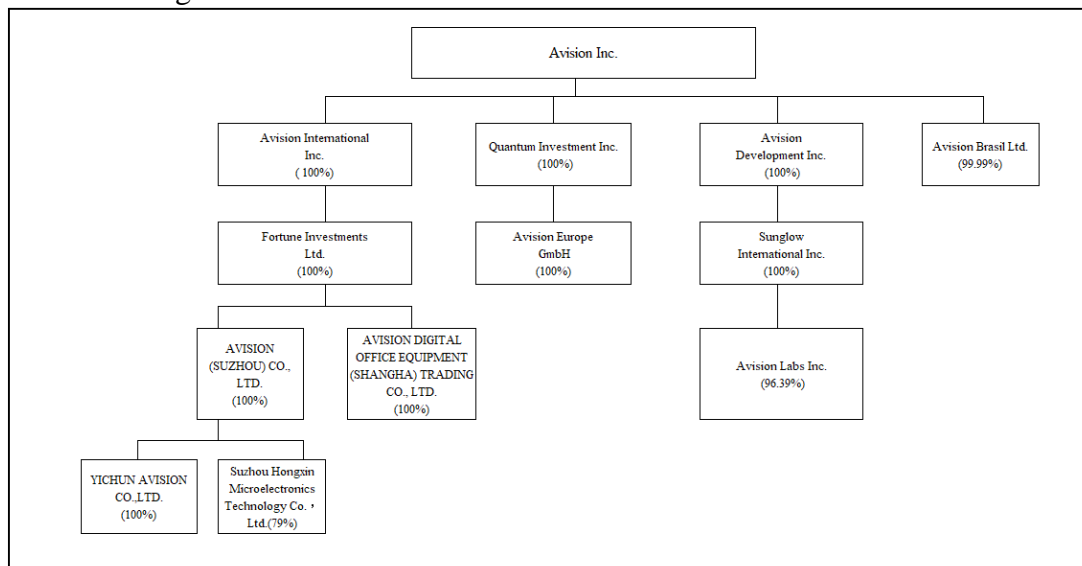 Avision Inc.
Avision International
Inc.
( 100%)
Quantum Investment Inc.
(100%)
Avision
Development Inc.
(100%)
Avision Brasil Ltd.
(99.99%)
Fortune Investments
Ltd.
(100%)
Avision Europe
GmbH
(100%)
Sunglow
International Inc.
(100%)
AVISION
(SUZHOU) CO.,
LTD.
(100%)
AVISION DIGITAL
OFFICE EQUIPMENT
(SHANGHA) TRADING
CO., LTD.
(100%)
Avision Labs Inc.
(96.39%)
YICHUN AVISION
CO.,LTD.
(100%)
Suzhou Hongxin
Microelectronics
Technology Co.,
Ltd.(79%)